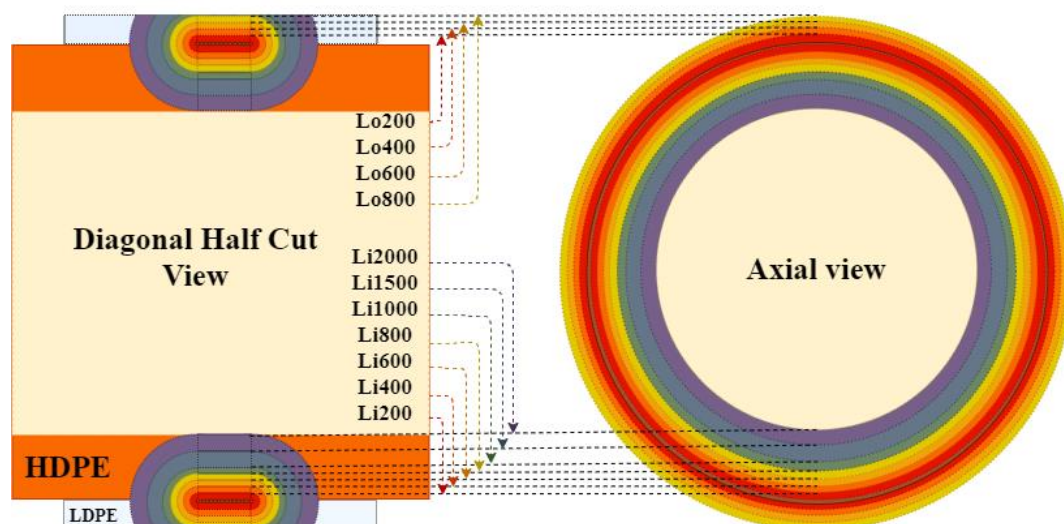 Lo200
Lo400
Lo600
Lo800
Diagonal Half Cut
View
Li2000
Li1500
Li1000
Li800
Li600
Li400
Li200
Axial view
HDPE
LDPE